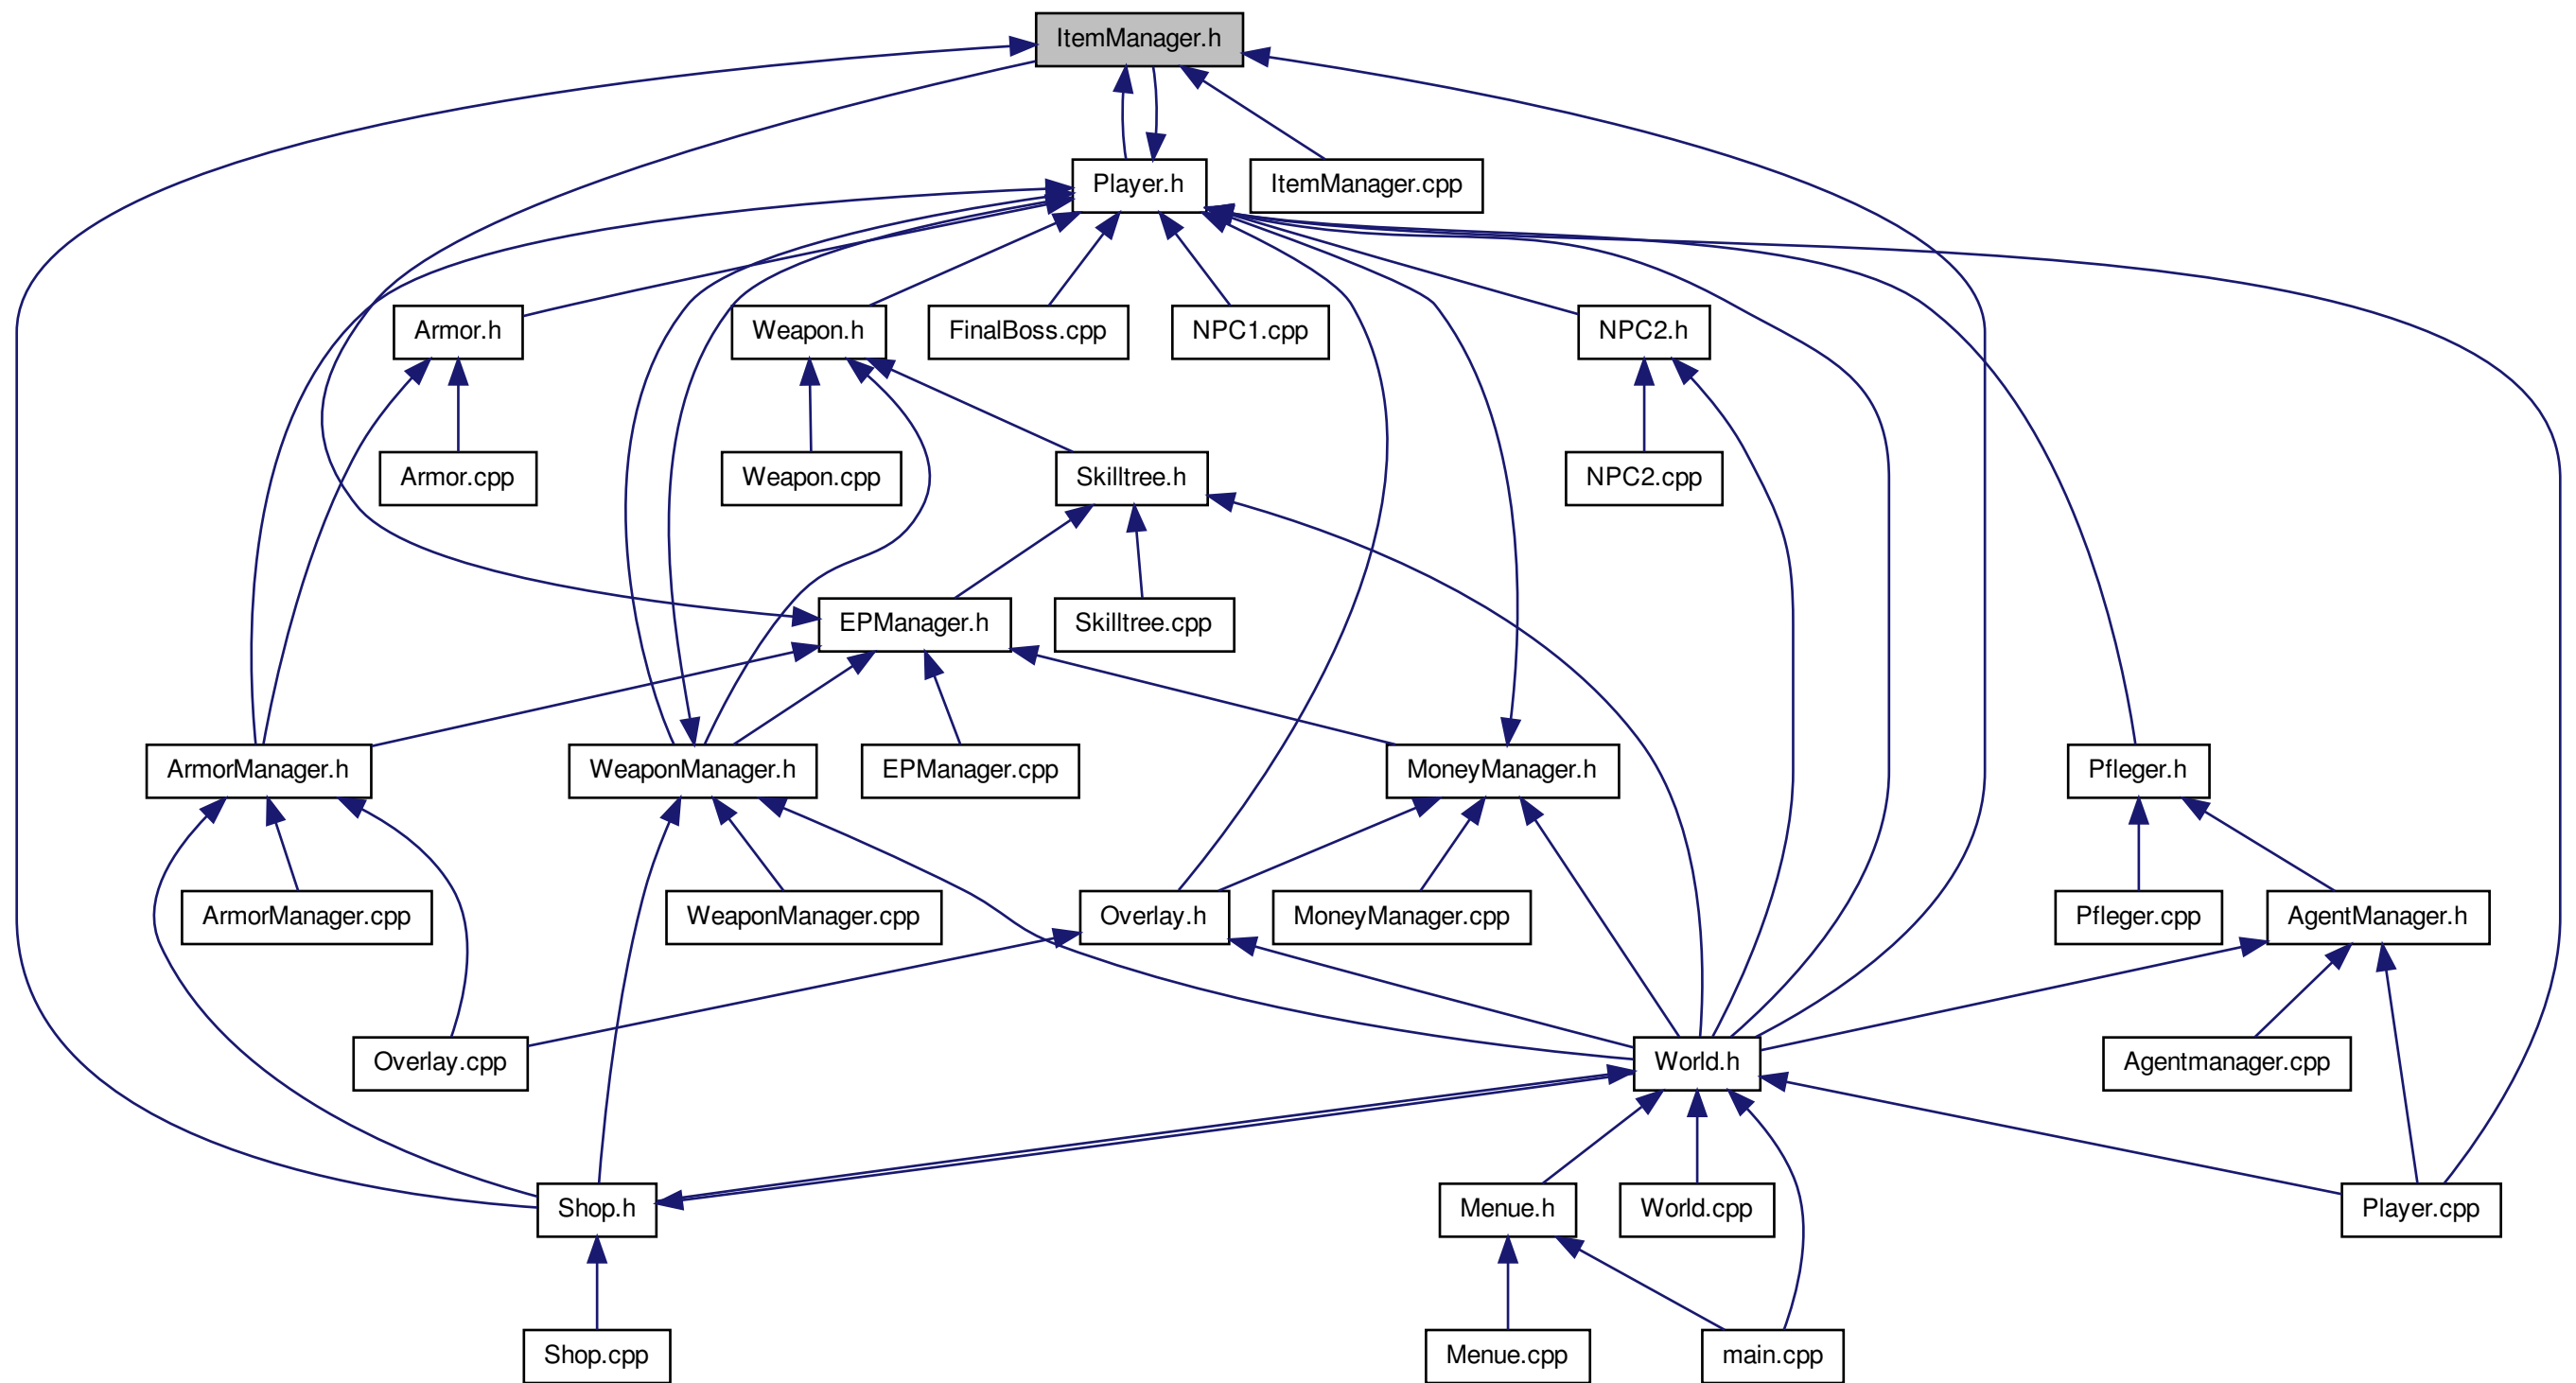 ItemManager.h
Player.h
ItemManager.cpp
Armor.h
Weapon.h
FinalBoss.cpp
NPC1.cpp
NPC2.h
Armor.cpp
Weapon.cpp
Skilltree.h
NPC2.cpp
EPManager.h
Skilltree.cpp
ArmorManager.h
WeaponManager.h
EPManager.cpp
MoneyManager.h
Pfleger.h
ArmorManager.cpp
WeaponManager.cpp
Overlay.h
MoneyManager.cpp
Pfleger.cpp
AgentManager.h
Overlay.cpp
World.h
Agentmanager.cpp
Shop.h
Menue.h
World.cpp
Player.cpp
Shop.cpp
Menue.cpp
main.cpp